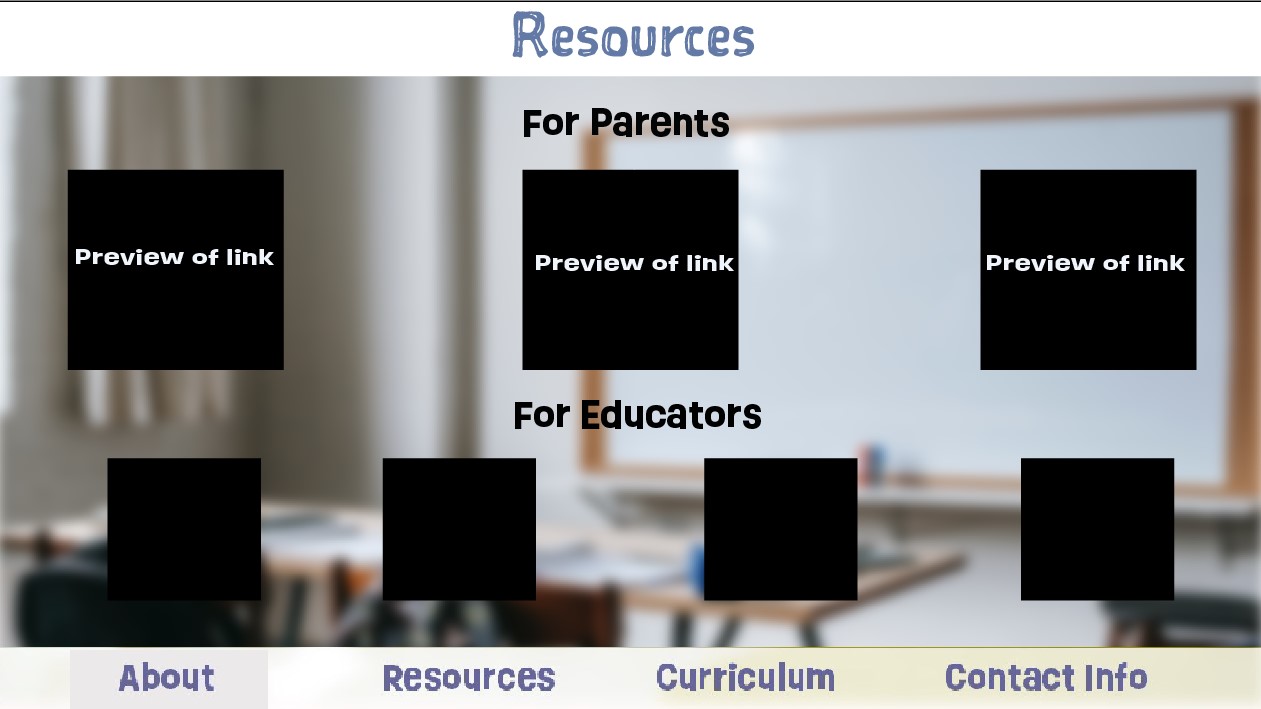 Resources
For Parents
Preview of link
Preview of link
Preview of link
For Educators
About
Resources
Curriculum
Contact Info